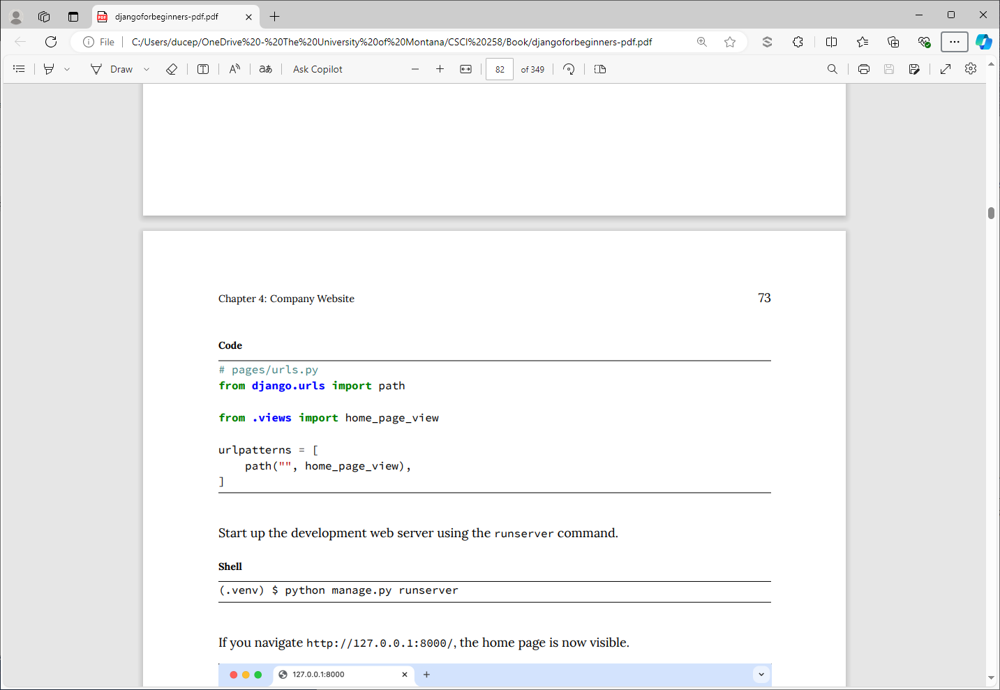 djangoforbeginners-pdf.pdf
File
C:/Users/ducep/OneDrive%20-%20The%20University%20of%20Montana/CSCI%20258/Book/djangoforbeginners-pdf.pdf
Draw
Ask Copilot
82 of 349
Chapter 4: Company Website
73
Code
# pages/urls.py
from django.urls import path
from .views import home_page_view
urlpatterns = [
path("", home_page_view),
]
Start up the development web server using the runserver command.
Shell
(.venv) $ python manage.py runserver
If you navigate http://127.0.0.1:8000/, the home page is now visible.
127.0.0.1:8000